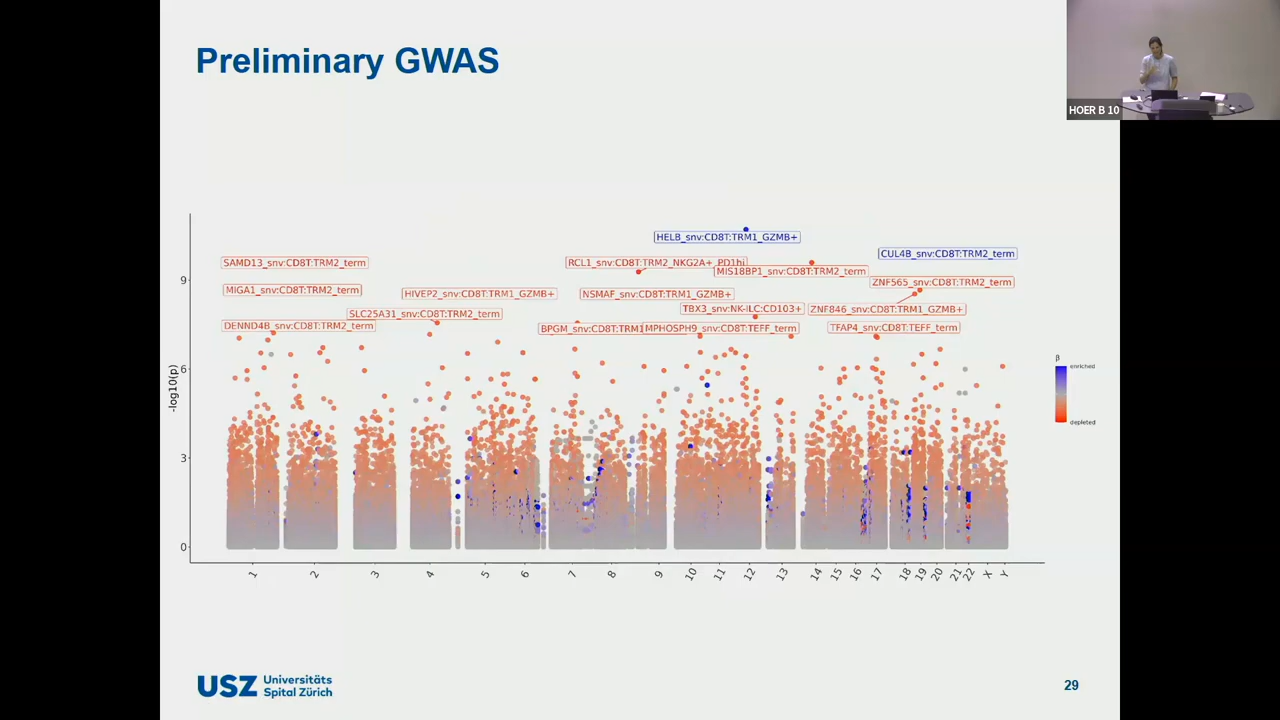 Preliminary GWAS
HOER B 10
HELB_snv:CD8T:TRM1_GZMB+
CUL4B_snv:CD8T:TRM2_term
SAMD13_snv:CD8T:TRM2_term
RCL1_snv:CD8T:TRM2_NKG2A+_PD1hi
MIS18BP1_snv:CD8T:TRM2_term
ZNF565_snv:CD8T:TRM2_term
MIGA1_snv:CD8T:TRM2_term
HIVEP2_snv:CD8T:TRM1_GZMB+
NSMAF_snv:CD8T:TRM1_GZMB+
SLC25A31_snv:CD8T:TRM2_term
TBX3_snv:NK-ILC:CD103+
ZNF846_snv:CD8T:TRM1_GZMB+
DENND4B_snv:CD8T:TRM2_term
BPGM_snv:CD8T:TRM1
MPHOSPH9_snv:CD8T:TEFF_term
TFAP4_snv:CD8T:TEFF_term
-log10(p)
9
6
3
0
1 2 3 4 5 6 7 8 9 10 11 12 13 14 15 16 17 18 19 20 21 22 X Y
β
enriched
depleted
USZ Universitäts
Spital Zürich
29